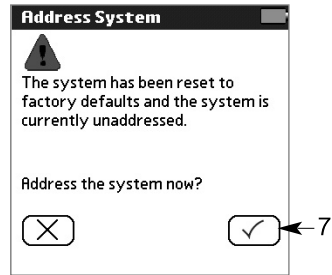 Address System
The system has been reset to
factory defaults and the system is
currently unaddressed.
Address the system now?
7